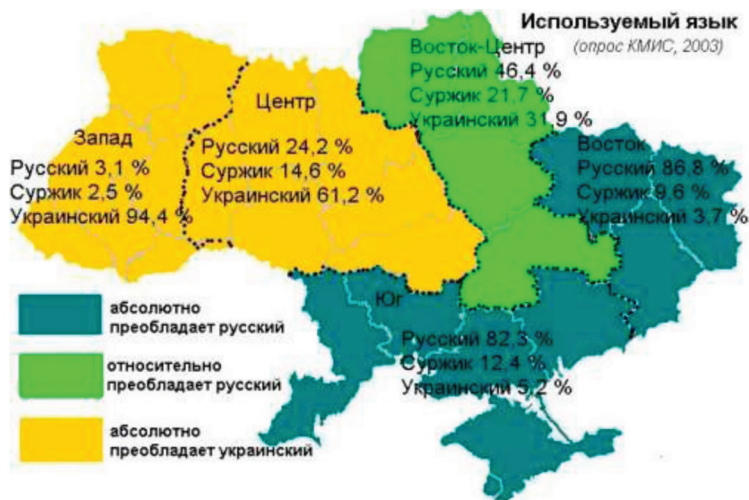 Используемый язык
(опрос КМИС, 2003)
Восток-Центр
Русский 46,4 %
Суржик 21,7 %
Украинский 31,9 %
Центр
Русский 24,2 %
Суржик 14,6 %
Украинский 61,2 %
Запад
Русский 3,1 %
Суржик 2,5 %
Украинский 94,4 %
Восток
Русский 86,8 %
Суржик 9,6 %
Украинский 3,7 %
Юг
Русский 82,3 %
Суржик 12,4 %
Украинский 5,2 %
абсолютно
преобладает русский
относительно
преобладает русский
абсолютно
преобладает украинский